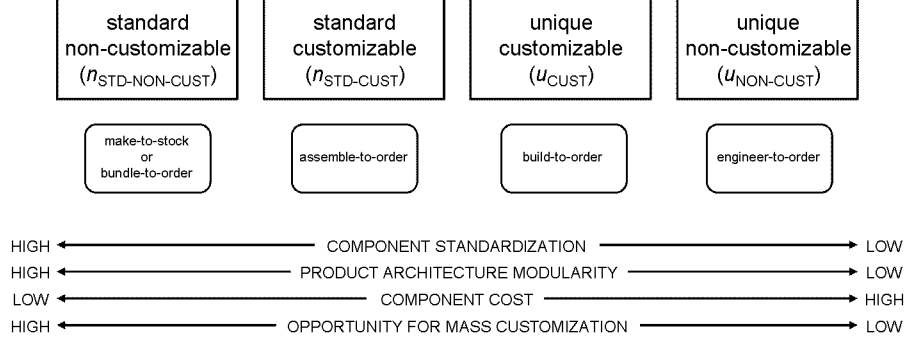 standard
non-customizable
(nSTD-NON-CUST)
standard
customizable
(nSTD-CUST)
unique
customizable
(uCUST)
unique
non-customizable
(uNON-CUST)
make-to-stock
or
bundle-to-order
assemble-to-order
build-to-order
engineer-to-order
HIGH COMPONENT STANDARDIZATION LOW
HIGH PRODUCT ARCHITECTURE MODULARITY LOW
LOW COMPONENT COST HIGH
HIGH OPPORTUNITY FOR MASS CUSTOMIZATION LOW